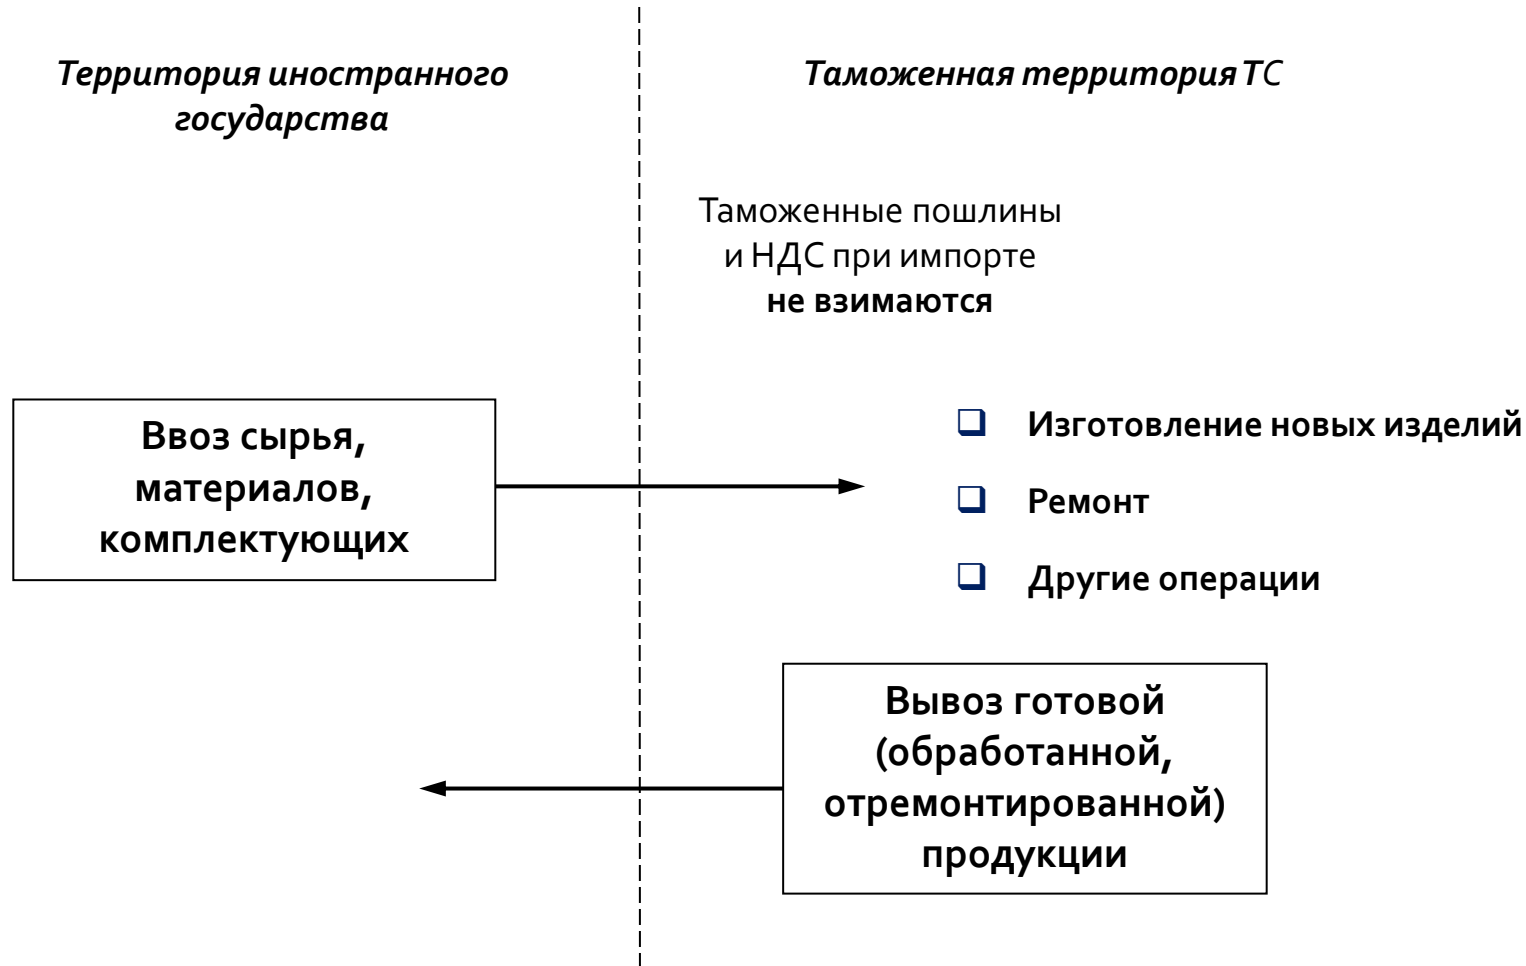 Территория иностранного
государства
Таможенная территория ТС
Таможенные пошлины
и НДС при импорте
не взимаются
Ввоз сырья,
материалов,
комплектующих
Изготовление новых изделий
Ремонт
Другие операции
Вывоз готовой
(обработанной,
отремонтированной)
продукции